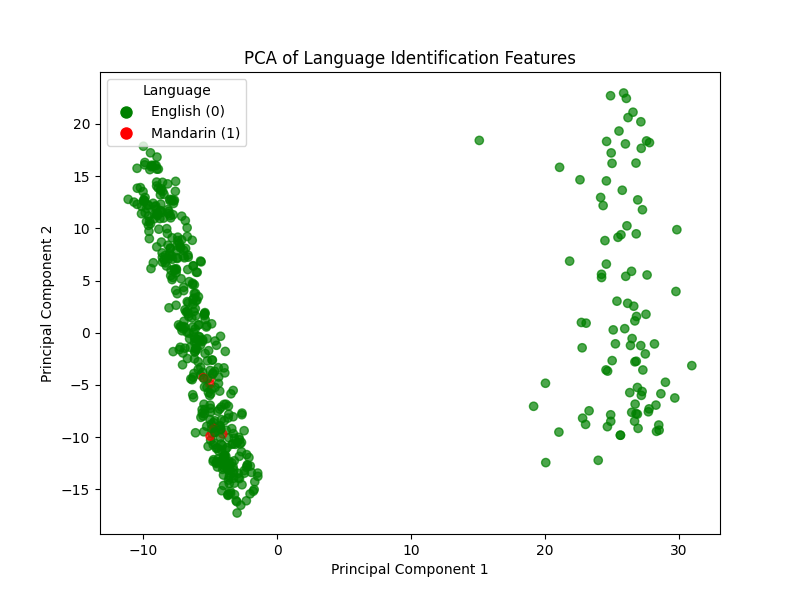 PCA of Language Identification Features
Language
English (0)
Mandarin (1)
20
15
10
5
0
−5
−10
−15
Principal Component 2
−10
0
10
20
30
Principal Component 1